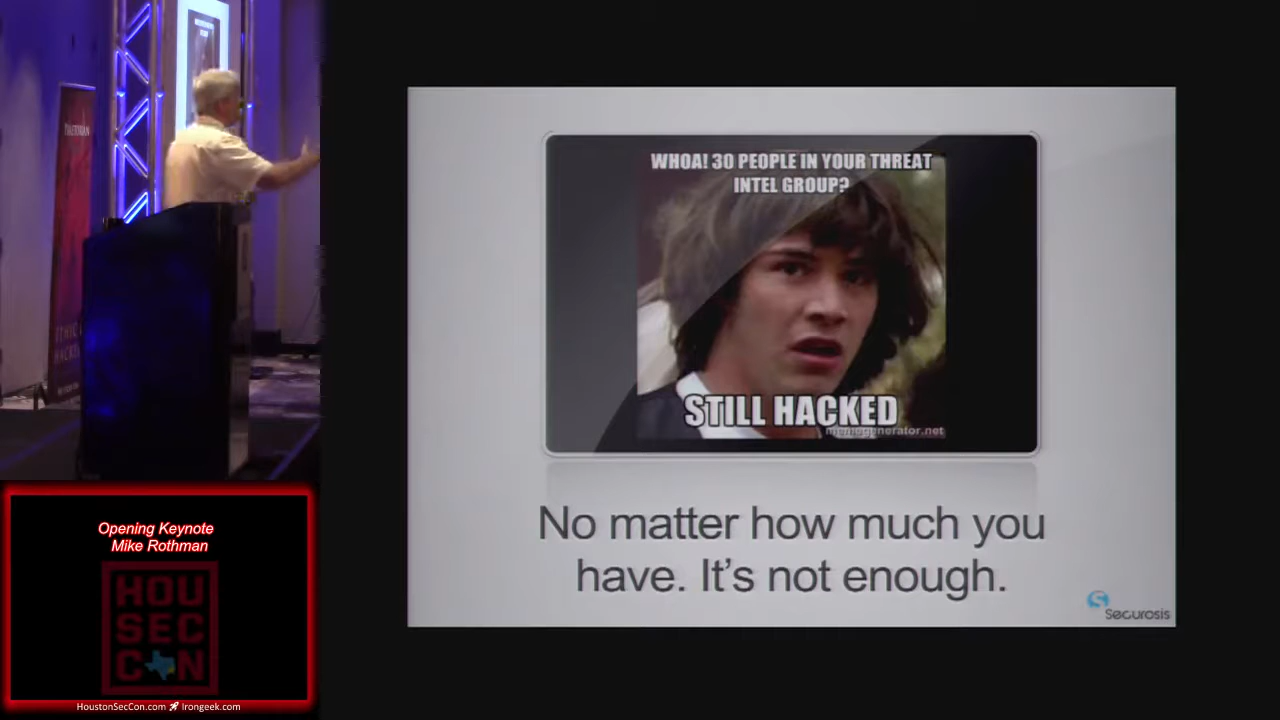 WHOA! 30 PEOPLE IN YOUR THREAT
INTEL GROUP?
STILL HACKED
memegenerator.net
No matter how much you
have. It's not enough.
Securosis
Opening Keynote
Mike Rothman
HOU
SEC
CON
HoustonSecCon.com
Irongeek.com